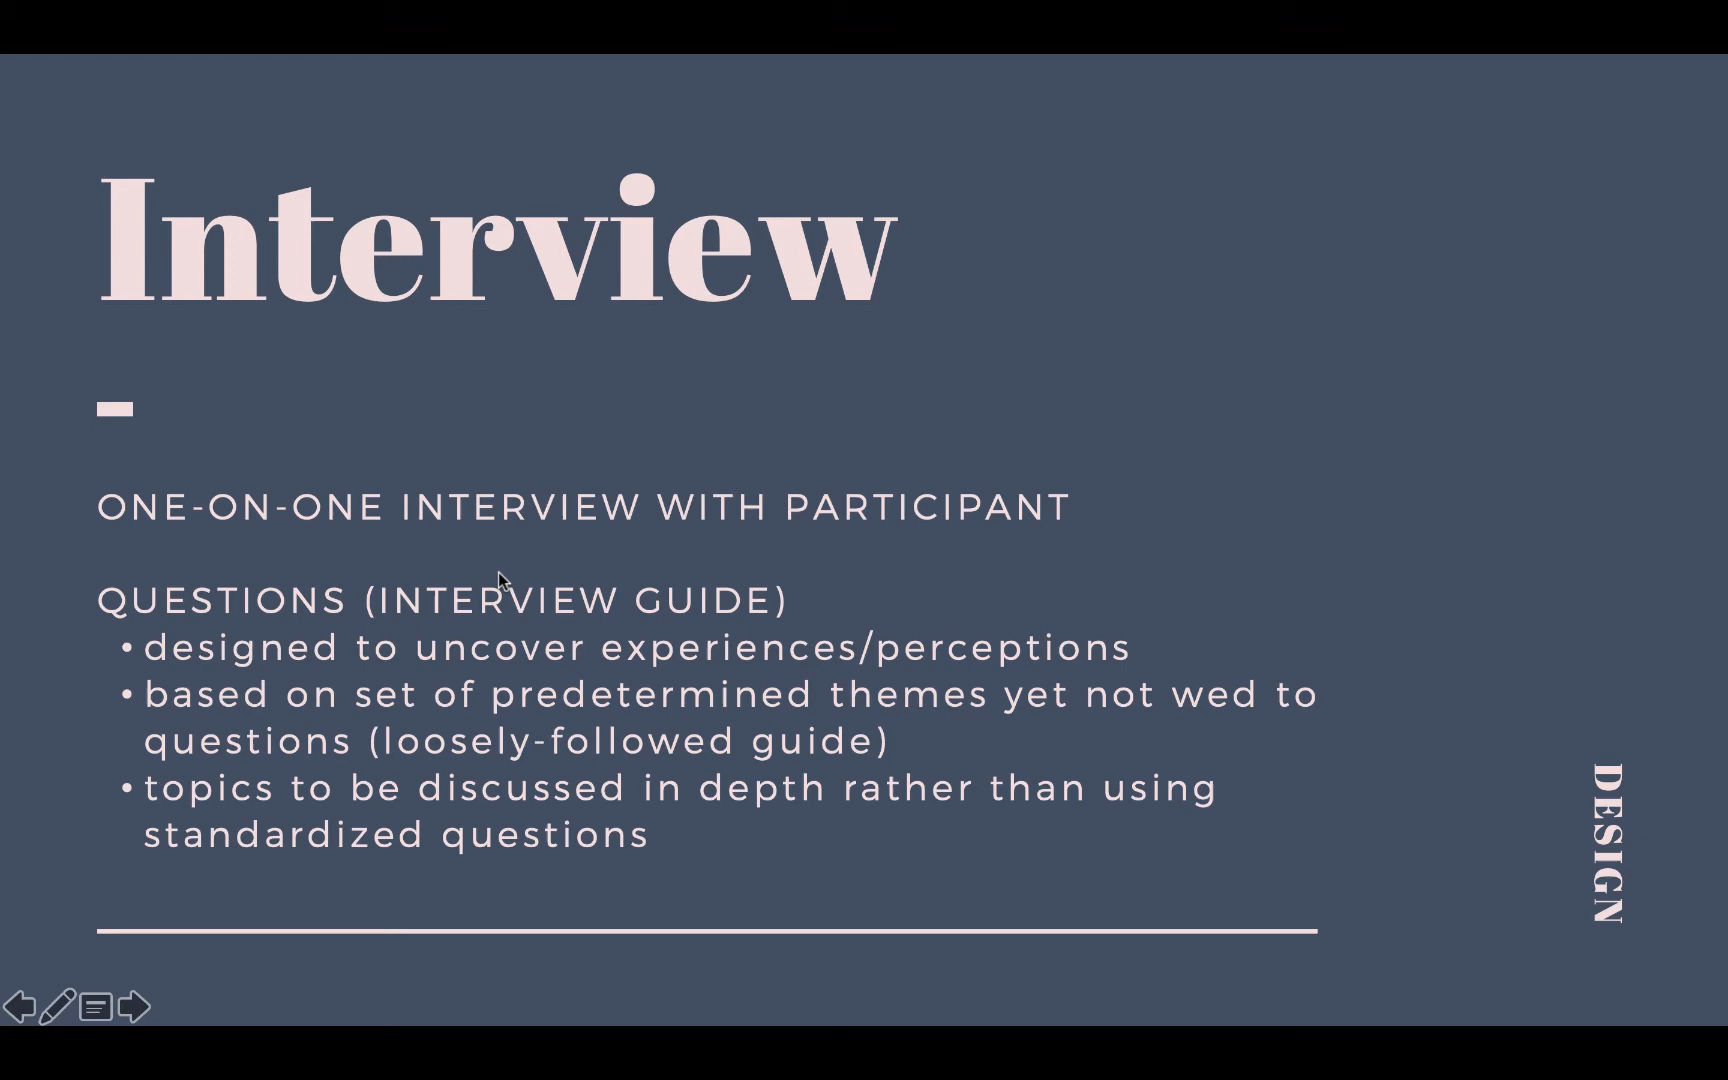 Interview
-
ONE-ON-ONE INTERVIEW WITH PARTICIPANT
QUESTIONS (INTERVIEW GUIDE)
• designed to uncover experiences/perceptions
• based on set of predetermined themes yet not wed to
questions (loosely-followed guide)
• topics to be discussed in depth rather than using
standardized questions
DESIGN